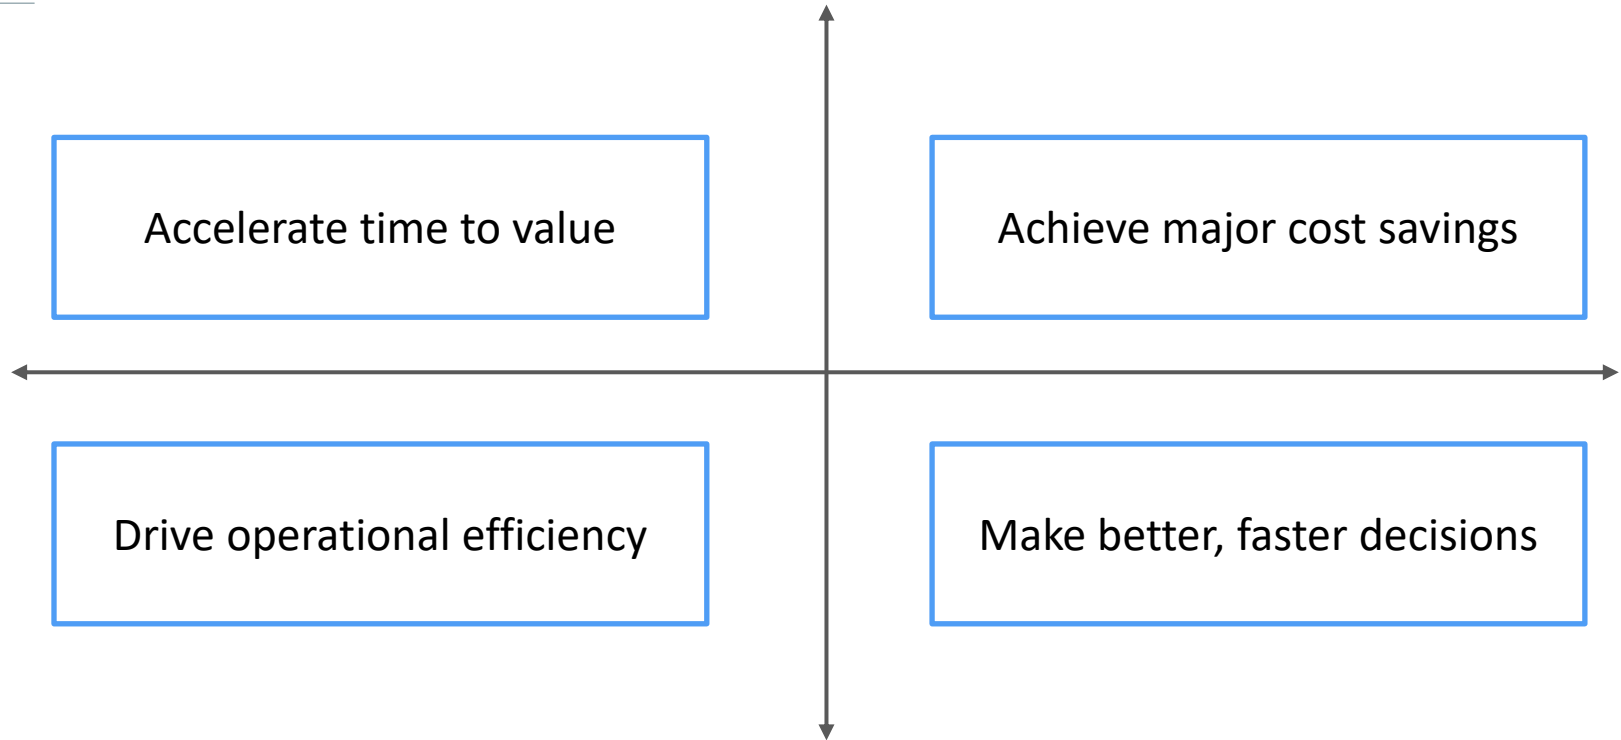 Accelerate time to value
Achieve major cost savings
Drive operational efficiency
Make better, faster decisions